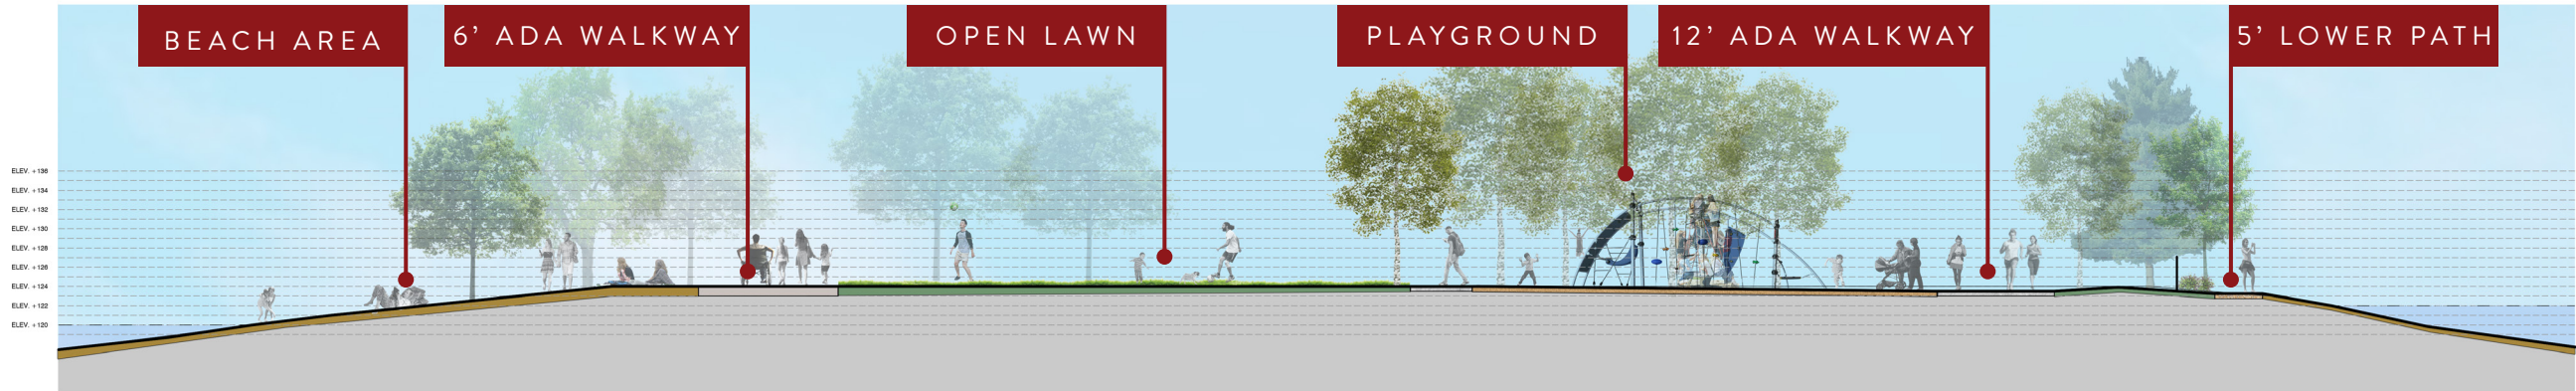 BEACH AREA
6’ ADA WALKWAY
OPEN LAWN
PLAYGROUND
12’ ADA WALKWAY
5’ LOWER PATH
ELEV. +136
ELEV. +134
ELEV. +132
ELEV. +130
ELEV. +128
ELEV. +126
ELEV. +124
ELEV. +122
ELEV. +120